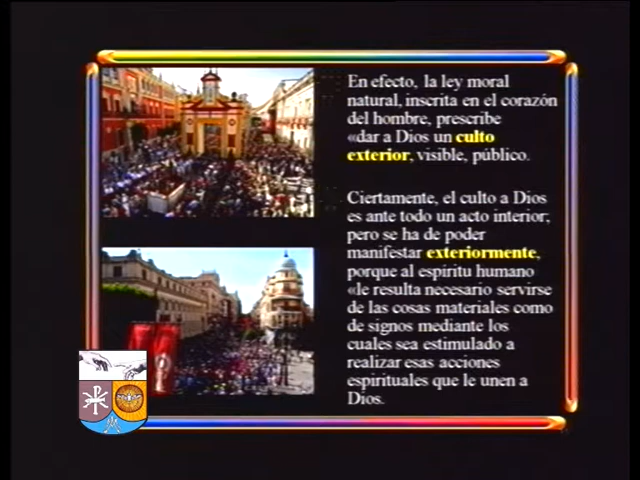 En efecto, la ley moral
natural, inscrita en el corazón
del hombre, prescribe
«dar a Dios un culto
exterior, visible, público.
Ciertamente, el culto a Dios
es ante todo un acto interior;
pero se ha de poder
manifestar exteriormente,
porque al espíritu humano
«le resulta necesario servirse
de las cosas materiales como
de signos mediante los
cuales sea estimulado a
realizar esas acciones
espirituales que le unen a
Dios.